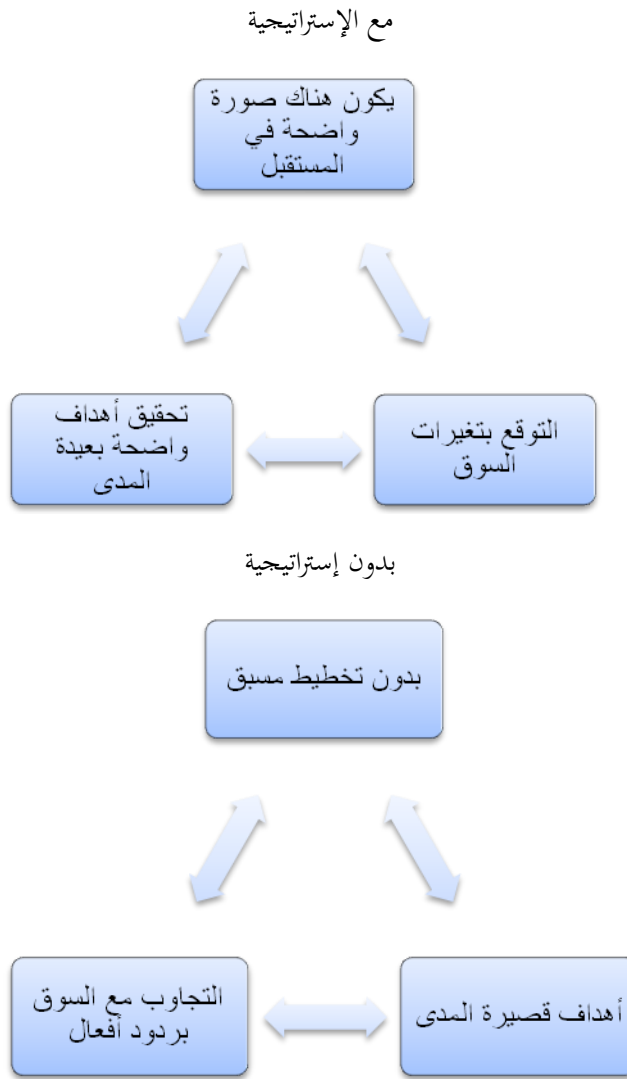 مع الإستراتيجية
يكون هناك صورة
واضحة في
المستقبل
التوقع بتغيرات
السوق
تحقيق أهداف
واضحة بعيدة
المدى
بدون إستراتيجية
بدون تخطيط مسبق
أهداف قصيرة المدى
التجاوب مع السوق
بردود أفعال